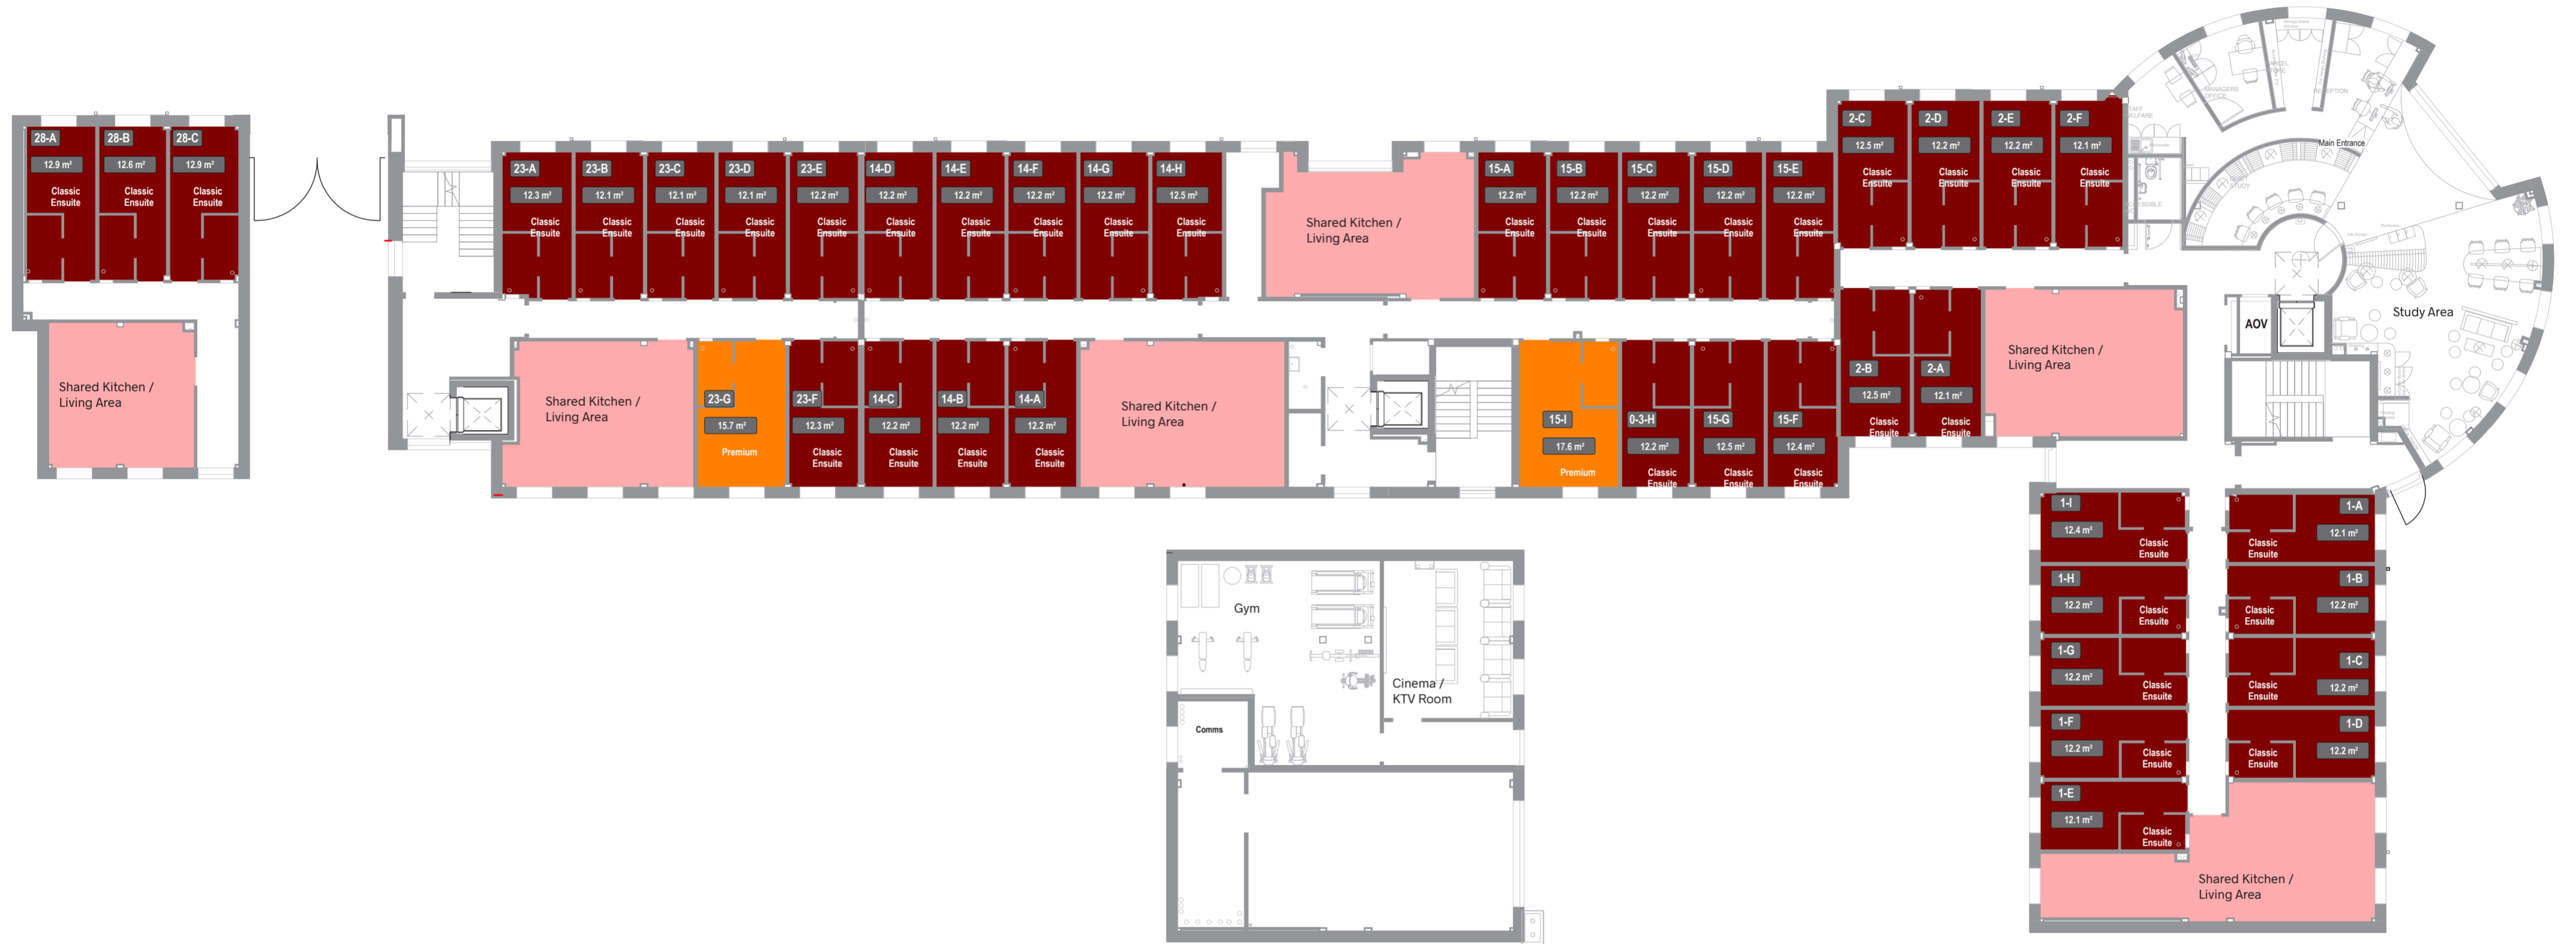 28-A
12.9 m²
Classic
Ensuite
28-B
12.6 m²
Classic
Ensuite
28-C
12.9 m²
Classic
Ensuite
Shared Kitchen /
Living Area
23-A
12.3 m²
Classic
Ensuite
23-B
12.1 m²
Classic
Ensuite
23-C
12.1 m²
Classic
Ensuite
23-D
12.1 m²
Classic
Ensuite
23-E
12.2 m²
Classic
Ensuite
14-D
12.2 m²
Classic
Ensuite
14-E
12.2 m²
Classic
Ensuite
14-F
12.2 m²
Classic
Ensuite
14-G
12.2 m²
Classic
Ensuite
14-H
12.5 m²
Classic
Ensuite
Shared Kitchen /
Living Area
15-A
12.2 m²
Classic
Ensuite
15-B
12.2 m²
Classic
Ensuite
15-C
12.2 m²
Classic
Ensuite
15-D
12.2 m²
Classic
Ensuite
15-E
12.2 m²
Classic
Ensuite
2-C
12.5 m²
Classic
Ensuite
2-D
12.2 m²
Classic
Ensuite
2-E
12.2 m²
Classic
Ensuite
2-F
12.1 m²
Classic
Ensuite
MANAGERS
OFFICE
RECEPTION
Main Entrance
STUDY
Study Area
AOV
Shared Kitchen /
Living Area
23-G
15.7 m²
Premium
23-F
12.3 m²
Classic
Ensuite
14-C
12.2 m²
Classic
Ensuite
14-B
12.2 m²
Classic
Ensuite
14-A
12.2 m²
Classic
Ensuite
Shared Kitchen /
Living Area
15-I
17.6 m²
Premium
0-3-H
12.2 m²
Classic
Ensuite
15-G
12.5 m²
Classic
Ensuite
15-F
12.4 m²
Classic
Ensuite
2-B
12.5 m²
Classic
Ensuite
2-A
12.1 m²
Classic
Ensuite
Shared Kitchen /
Living Area
1-I
12.4 m²
Classic
Ensuite
1-A
12.1 m²
Classic
Ensuite
1-H
12.2 m²
Classic
Ensuite
1-B
12.2 m²
Classic
Ensuite
1-G
12.2 m²
Classic
Ensuite
1-C
12.2 m²
Classic
Ensuite
1-F
12.2 m²
Classic
Ensuite
1-D
12.2 m²
Classic
Ensuite
1-E
12.1 m²
Classic
Ensuite
Shared Kitchen /
Living Area
Gym
Cinema /
KTV Room
Comms